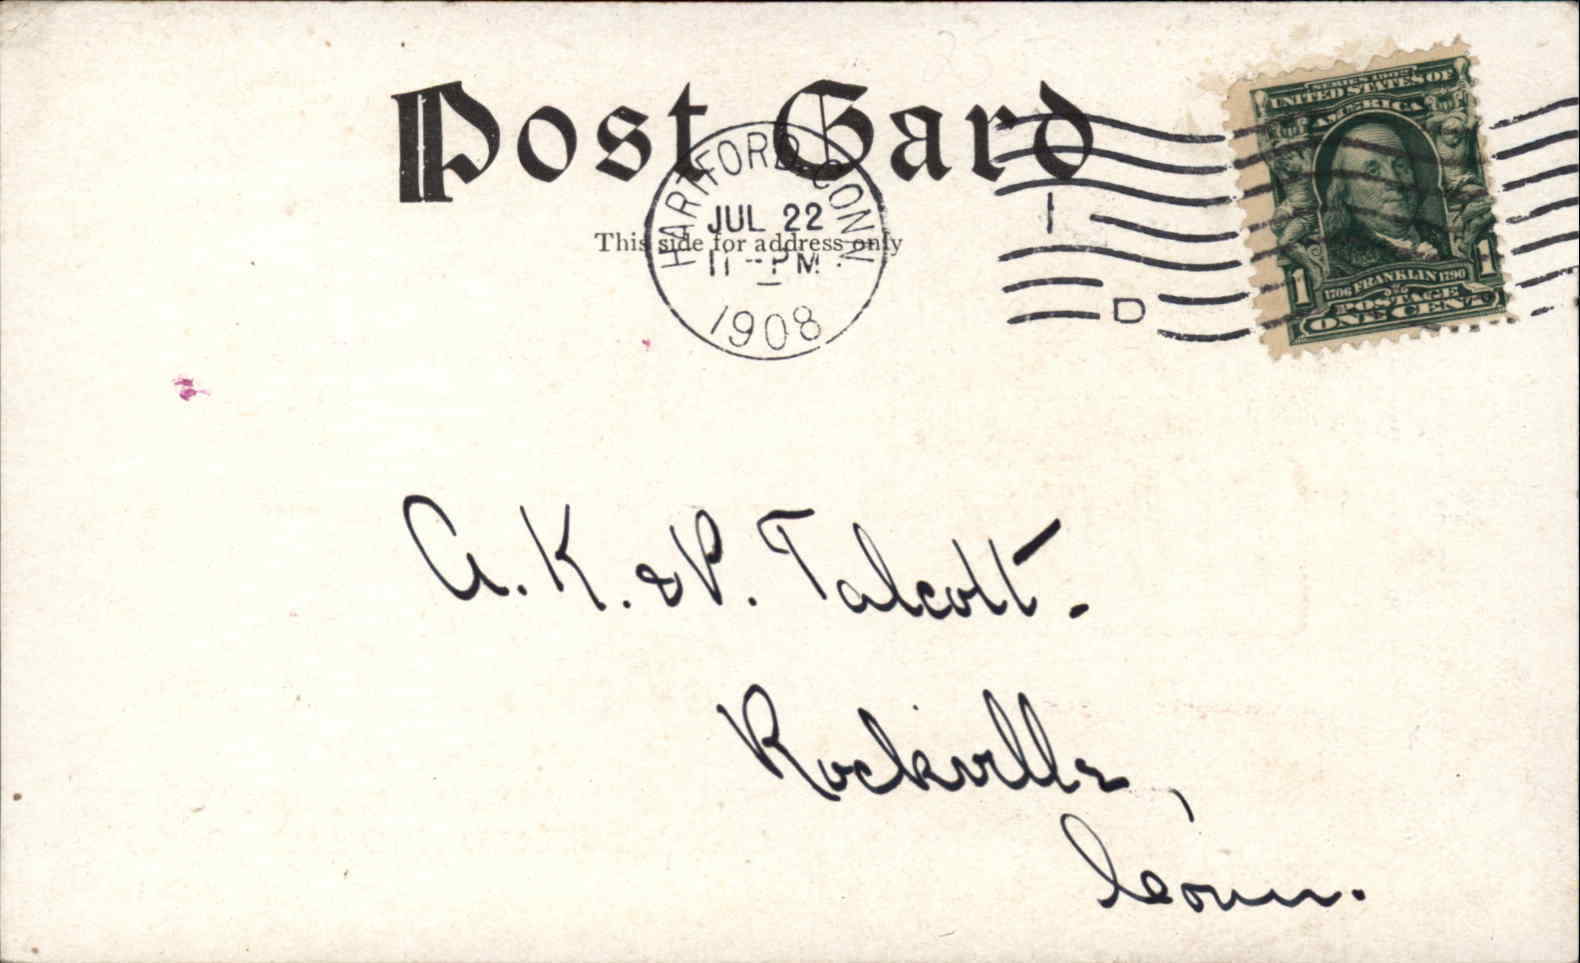 Post Card
This side for address only
HARTFORD, CONN.
JUL 22
11 - PM
1908
1
D
SERIES 1902
UNITED STATES OF
AMERICA
1706 FRANKLIN 1790
1 1
POSTAGE
ONE CENT
A. K. & P. Talcott.
Rockville,
Conn.